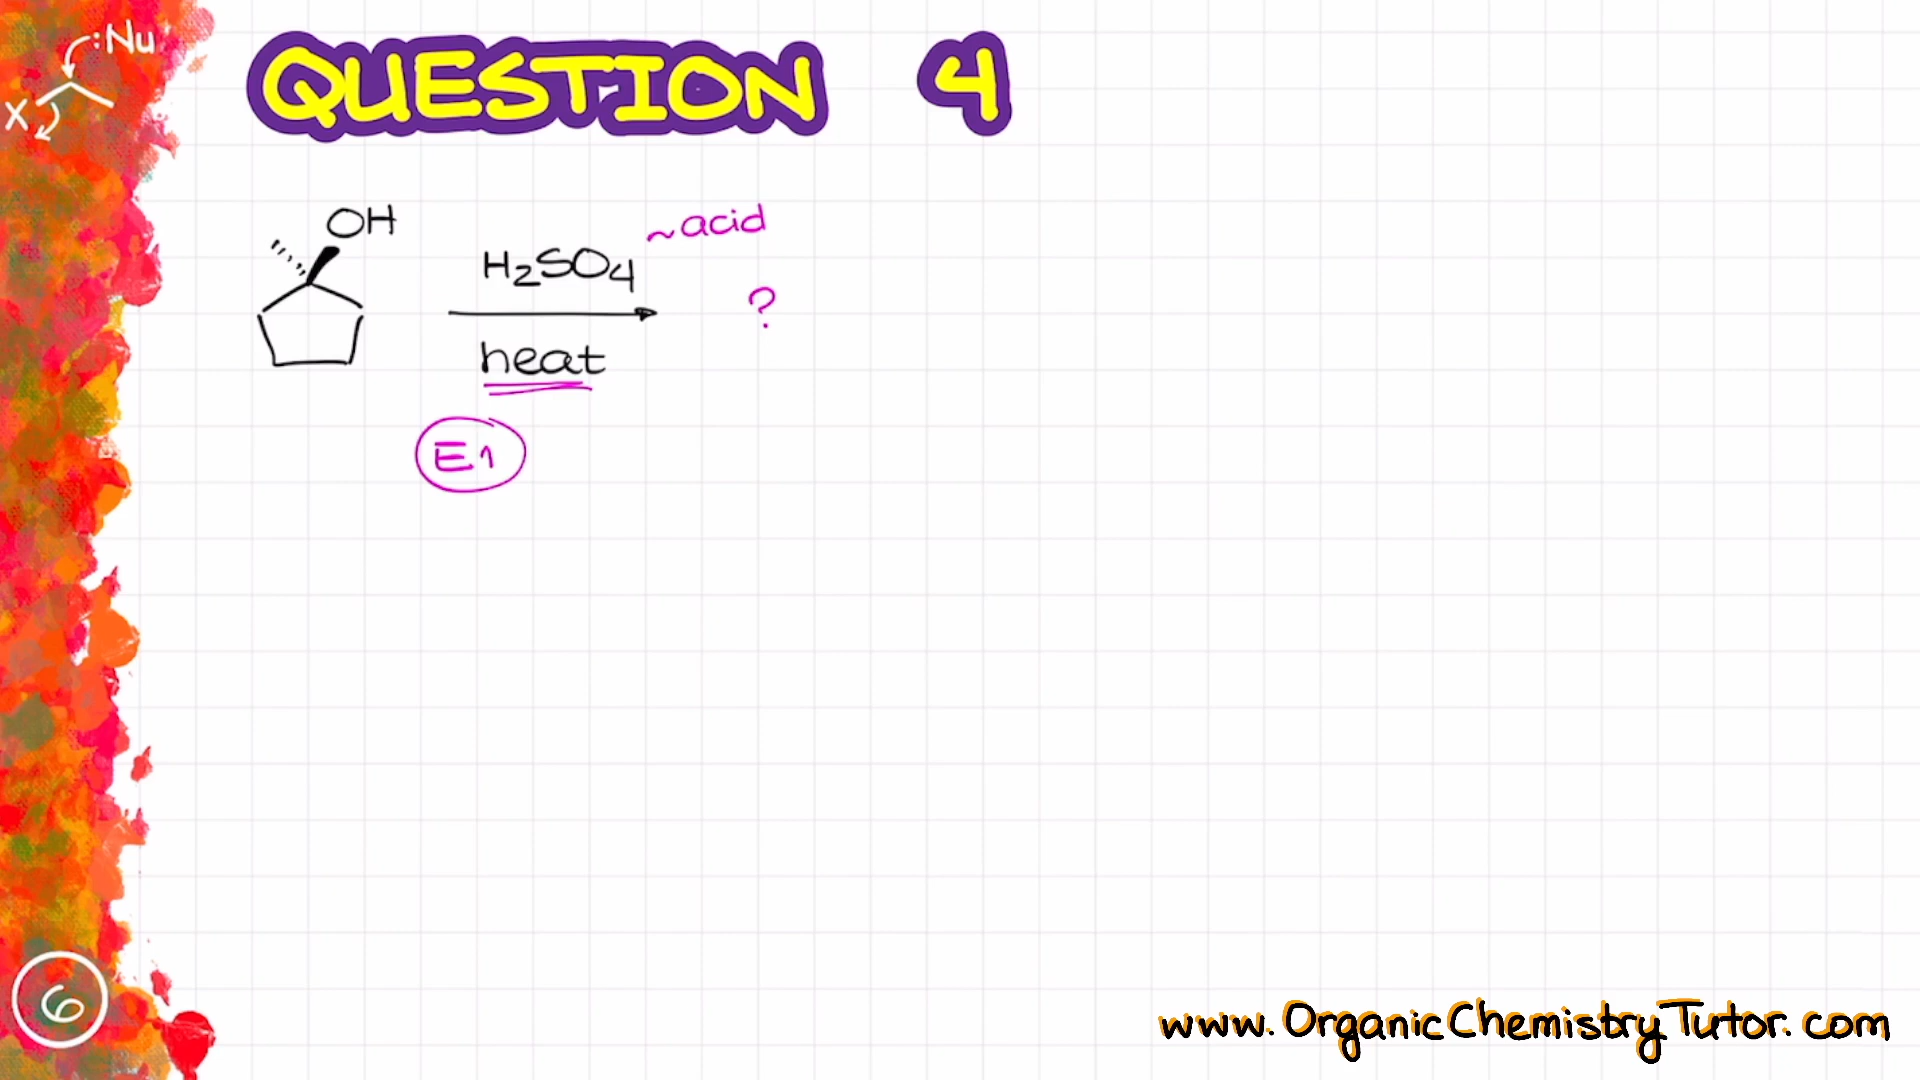 :Nu
X
QUESTION 4
OH
H₂SO₄
~acid
?
heat
E1
6
www.OrganicChemistryTutor.com